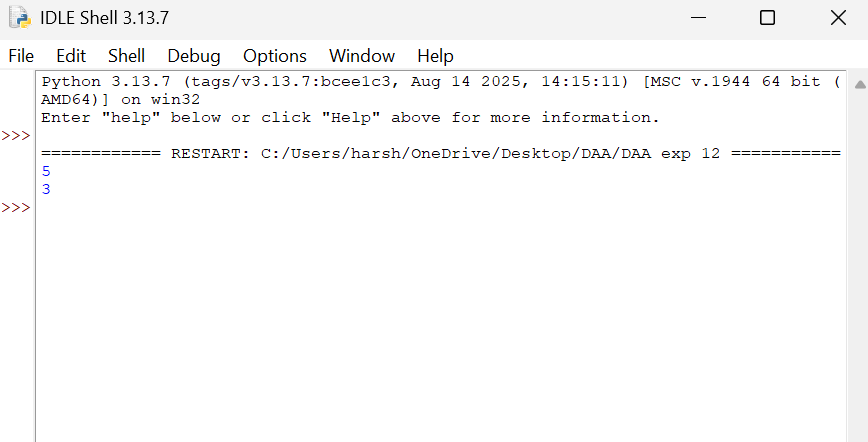 IDLE Shell 3.13.7
File Edit Shell Debug Options Window Help
Python 3.13.7 (tags/v3.13.7:bcee1c3, Aug 14 2025, 14:15:11) [MSC v.1944 64 bit (
AMD64)] on win32
Enter "help" below or click "Help" above for more information.
>>>
============ RESTART: C:/Users/harsh/OneDrive/Desktop/DAA/DAA exp 12 ===========
5
3
>>>